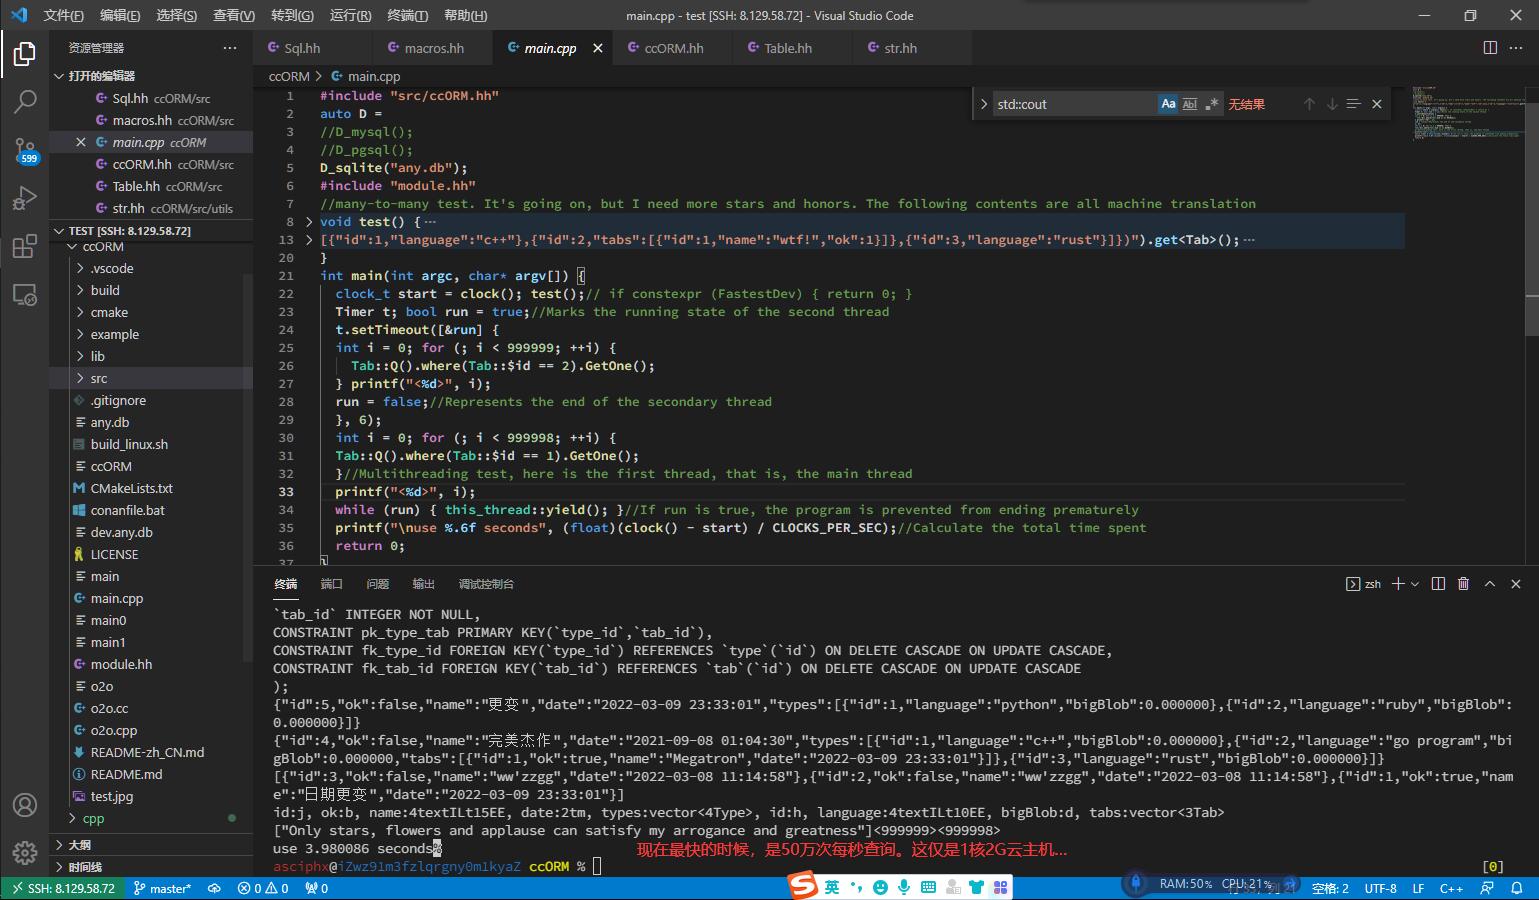 文件(F) 编辑(E) 选择(S) 查看(V) 转到(G) 运行(R) 终端(T) 帮助(H) main.cpp - test [SSH: 8.129.58.72] - Visual Studio Code
资源管理器
打开的编辑器
Sql.hh ccORM/src
macros.hh ccORM/src
main.cpp ccORM
ccORM.hh ccORM/src
Table.hh ccORM/src
str.hh ccORM/src/utils
599
TEST [SSH: 8.129.58.72]
ccORM
.vscode
build
cmake
example
lib
src
.gitignore
any.db
build_linux.sh
ccORM
CMakeLists.txt
conanfile.bat
dev.any.db
LICENSE
main
main.cpp
main0
main1
module.hh
o2o
o2o.cc
o2o.cpp
README-zh_CN.md
README.md
test.jpg
cpp
大纲
时间线
Sql.hh macros.hh main.cpp ccORM.hh Table.hh str.hh
ccORM > main.cpp
std::cout Aa Abl .* 无结果
1 #include "src/ccORM.hh"
2 auto D =
3 //D_mysql();
4 //D_pgsql();
5 D_sqlite("any.db");
6 #include "module.hh"
7 //many-to-many test. It's going on, but I need more stars and honors. The following contents are all machine translation
8 void test() {···
13 [{"id":1,"language":"c++"},{"id":2,"tabs":[{"id":1,"name":"wtf!","ok":1}]},{"id":3,"language":"rust"}]})").get<Tab>();···
20 }
21 int main(int argc, char* argv[]) {
22 clock_t start = clock(); test();// if constexpr (FastestDev) { return 0; }
23 Timer t; bool run = true;//Marks the running state of the second thread
24 t.setTimeout([&run] {
25 int i = 0; for (; i < 999999; ++i) {
26 Tab::Q().where(Tab::$id == 2).GetOne();
27 } printf("<%d>", i);
28 run = false;//Represents the end of the secondary thread
29 }, 6);
30 int i = 0; for (; i < 999998; ++i) {
31 Tab::Q().where(Tab::$id == 1).GetOne();
32 }//Multithreading test, here is the first thread, that is, the main thread
33 printf("<%d>", i);
34 while (run) { this_thread::yield(); }//If run is true, the program is prevented from ending prematurely
35 printf("\nuse %.6f seconds", (float)(clock() - start) / CLOCKS_PER_SEC);//Calculate the total time spent
36 return 0;
37 }
终端 端口 问题 输出 调试控制台 zsh
`tab_id` INTEGER NOT NULL,
CONSTRAINT pk_type_tab PRIMARY KEY(`type_id`,`tab_id`),
CONSTRAINT fk_type_id FOREIGN KEY(`type_id`) REFERENCES `type`(`id`) ON DELETE CASCADE ON UPDATE CASCADE,
CONSTRAINT fk_tab_id FOREIGN KEY(`tab_id`) REFERENCES `tab`(`id`) ON DELETE CASCADE ON UPDATE CASCADE
);
{"id":5,"ok":false,"name":"更变","date":"2022-03-09 23:33:01","types":[{"id":1,"language":"python","bigBlob":0.000000},{"id":2,"language":"ruby","bigBlob":
0.000000}]}
{"id":4,"ok":false,"name":"完美杰作","date":"2021-09-08 01:04:30","types":[{"id":1,"language":"c++","bigBlob":0.000000},{"id":2,"language":"go program","bi
gBlob":0.000000,"tabs":[{"id":1,"ok":true,"name":"Megatron","date":"2022-03-09 23:33:01"}]},{"id":3,"language":"rust","bigBlob":0.000000}]}
[{"id":3,"ok":false,"name":"ww'zzgg","date":"2022-03-08 11:14:58"},{"id":2,"ok":false,"name":"ww'zzgg","date":"2022-03-08 11:14:58"},{"id":1,"ok":true,"nam
e":"日期更变","date":"2022-03-09 23:33:01"}]
id:j, ok:b, name:4textILt15EE, date:2tm, types:vector<4Type>, id:h, language:4textILt10EE, bigBlob:d, tabs:vector<3Tab>
["Only stars, flowers and applause can satisfy my arrogance and greatness"]<999999><999998>
use 3.980086 seconds%
现在最快的时候，是50万次每秒查询。这仅是1核2G云主机...
asciphx@iZwz91m3fzlqrgny0m1kyaZ ccORM %
[0]
SSH: 8.129.58.72 master* 0 0 0 英 RAM:50% CPU:21% 空格: 2 UTF-8 LF C++